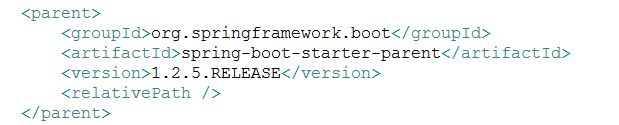 <parent>
    <groupId>org.springframework.boot</groupId>
    <artifactId>spring-boot-starter-parent</artifactId>
    <version>1.2.5.RELEASE</version>
    <relativePath />
</parent>